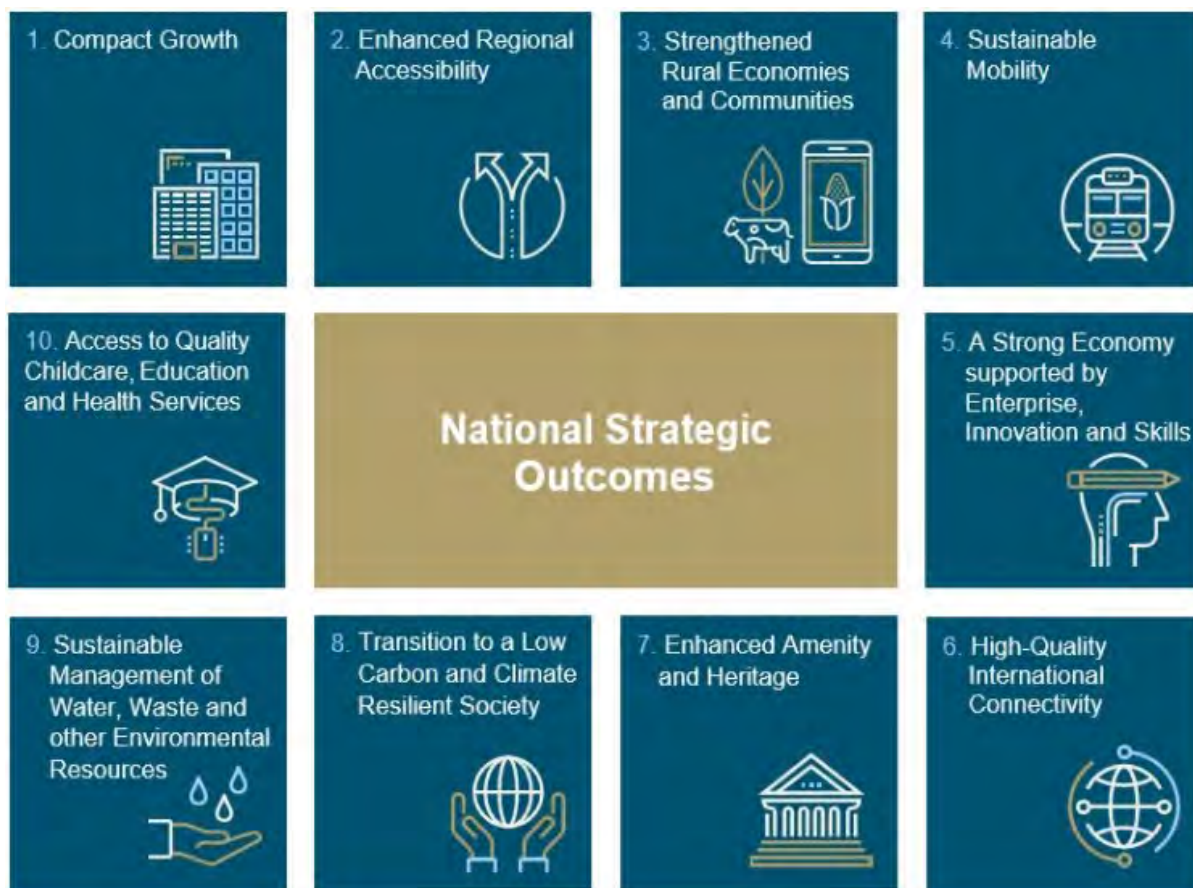 1. Compact Growth
2. Enhanced Regional
Accessibility
3. Strengthened
Rural Economies
and Communities
4. Sustainable
Mobility
10. Access to Quality
Childcare, Education
and Health Services
National Strategic
Outcomes
5. A Strong Economy
supported by
Enterprise,
Innovation and Skills
9. Sustainable
Management of
Water, Waste and
other Environmental
Resources
8. Transition to a Low
Carbon and Climate
Resilient Society
7. Enhanced Amenity
and Heritage
6. High-Quality
International
Connectivity